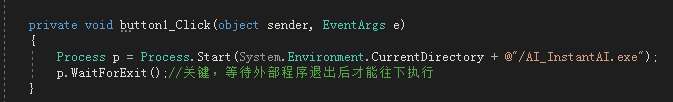 private void button1_Click(object sender, EventArgs e)
{
Process p = Process.Start(System.Environment.CurrentDirectory + @"/AI_InstantAI.exe");
p.WaitForExit();//关键，等待外部程序退出后才能往下执行
}